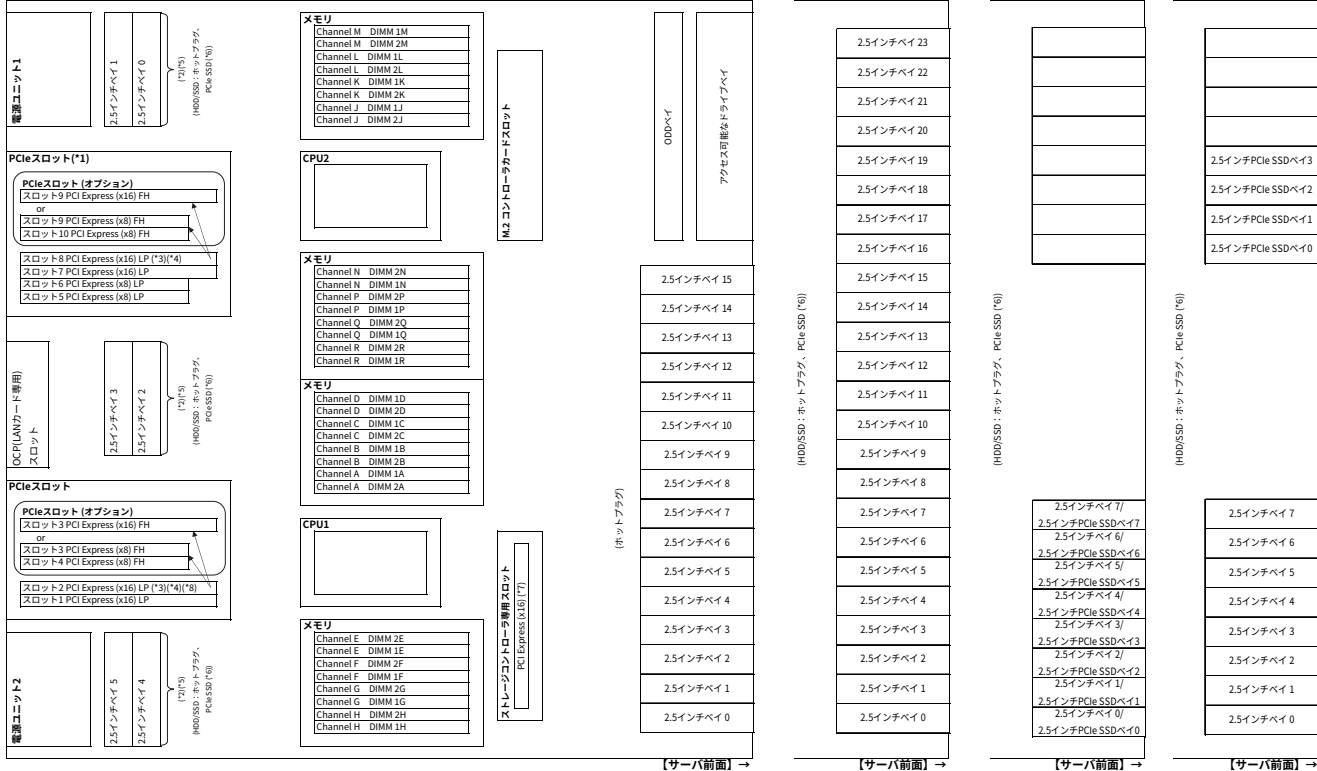 電源ユニット1
2.5インチベイ 1
2.5インチベイ 0
(*2)(*5)
(HDD/SSD：ホットプラグ、
PCIe SSD(*6))
PCIeスロット(*1)
PCIeスロット (オプション)
スロット9 PCI Express (x16) FH
or
スロット9 PCI Express (x8) FH
スロット10 PCI Express (x8) FH
スロット8 PCI Express (x16) LP (*3)(*4)
スロット7 PCI Express (x16) LP
スロット6 PCI Express (x8) LP
スロット5 PCI Express (x8) LP
OCP(LANカード専用)
スロット
2.5インチベイ 3
2.5インチベイ 2
(*2)(*5)
(HDD/SSD：ホットプラグ、
PCIe SSD(*6))
PCIeスロット
PCIeスロット (オプション)
スロット3 PCI Express (x16) FH
or
スロット3 PCI Express (x8) FH
スロット4 PCI Express (x8) FH
スロット2 PCI Express (x16) LP (*3)(*4)(*8)
スロット1 PCI Express (x16) LP
電源ユニット2
2.5インチベイ 5
2.5インチベイ 4
(*2)(*5)
(HDD/SSD：ホットプラグ、
PCIe SSD (*6))
メモリ
Channel M DIMM 1M
Channel M DIMM 2M
Channel L DIMM 1L
Channel L DIMM 2L
Channel K DIMM 1K
Channel K DIMM 2K
Channel J DIMM 1J
Channel J DIMM 2J
CPU2
メモリ
Channel N DIMM 2N
Channel N DIMM 1N
Channel P DIMM 2P
Channel P DIMM 1P
Channel Q DIMM 2Q
Channel Q DIMM 1Q
Channel R DIMM 2R
Channel R DIMM 1R
メモリ
Channel D DIMM 1D
Channel D DIMM 2D
Channel C DIMM 1C
Channel C DIMM 2C
Channel B DIMM 1B
Channel B DIMM 2B
Channel A DIMM 1A
Channel A DIMM 2A
CPU1
メモリ
Channel E DIMM 2E
Channel E DIMM 1E
Channel F DIMM 2F
Channel F DIMM 1F
Channel G DIMM 2G
Channel G DIMM 1G
Channel H DIMM 2H
Channel H DIMM 1H
M.2 コントローラカードスロット
ストレージコントローラ専用スロット
PCI Express (x16) (*7)
ODDベイ
アクセス可能なドライブベイ
(ホットプラグ)
2.5インチベイ 15
2.5インチベイ 14
2.5インチベイ 13
2.5インチベイ 12
2.5インチベイ 11
2.5インチベイ 10
2.5インチベイ 9
2.5インチベイ 8
2.5インチベイ 7
2.5インチベイ 6
2.5インチベイ 5
2.5インチベイ 4
2.5インチベイ 3
2.5インチベイ 2
2.5インチベイ 1
2.5インチベイ 0
【サーバ前面】→
(HDD/SSD：ホットプラグ、PCIe SSD (*6))
2.5インチベイ 23
2.5インチベイ 22
2.5インチベイ 21
2.5インチベイ 20
2.5インチベイ 19
2.5インチベイ 18
2.5インチベイ 17
2.5インチベイ 16
2.5インチベイ 15
2.5インチベイ 14
2.5インチベイ 13
2.5インチベイ 12
2.5インチベイ 11
2.5インチベイ 10
2.5インチベイ 9
2.5インチベイ 8
2.5インチベイ 7
2.5インチベイ 6
2.5インチベイ 5
2.5インチベイ 4
2.5インチベイ 3
2.5インチベイ 2
2.5インチベイ 1
2.5インチベイ 0
【サーバ前面】→
(HDD/SSD：ホットプラグ、PCIe SSD (*6))
2.5インチベイ 7/
2.5インチPCIe SSDベイ7
2.5インチベイ 6/
2.5インチPCIe SSDベイ6
2.5インチベイ 5/
2.5インチPCIe SSDベイ5
2.5インチベイ 4/
2.5インチPCIe SSDベイ4
2.5インチベイ 3/
2.5インチPCIe SSDベイ3
2.5インチベイ 2/
2.5インチPCIe SSDベイ2
2.5インチベイ 1/
2.5インチPCIe SSDベイ1
2.5インチベイ 0/
2.5インチPCIe SSDベイ0
【サーバ前面】→
(HDD/SSD：ホットプラグ、PCIe SSD (*6))
2.5インチPCIe SSDベイ3
2.5インチPCIe SSDベイ2
2.5インチPCIe SSDベイ1
2.5インチPCIe SSDベイ0
2.5インチベイ 7
2.5インチベイ 6
2.5インチベイ 5
2.5インチベイ 4
2.5インチベイ 3
2.5インチベイ 2
2.5インチベイ 1
2.5インチベイ 0
【サーバ前面】→